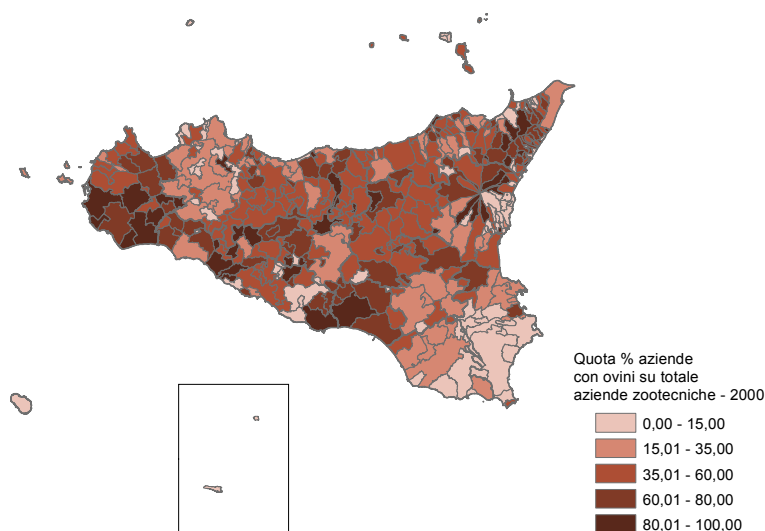 Quota % aziende
con ovini su totale
aziende zootecniche - 2000
0,00 - 15,00
15,01 - 35,00
35,01 - 60,00
60,01 - 80,00
80,01 - 100,00